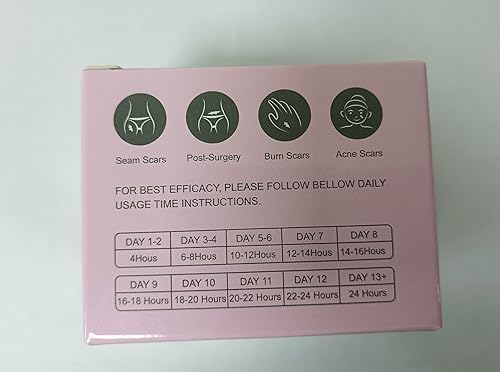 Seam Scars Post-Surgery Burn Scars Acne Scars
FOR BEST EFFICACY, PLEASE FOLLOW BELLOW DAILY
USAGE TIME INSTRUCTIONS.
DAY 1-2 DAY 3-4 DAY 5-6 DAY 7 DAY 8
4Hous 6-8Hous 10-12Hous 12-14Hous 14-16Hous
DAY 9 DAY 10 DAY 11 DAY 12 DAY 13+
16-18 Hours 18-20 Hours 20-22 Hours 22-24 Hours 24 Hours